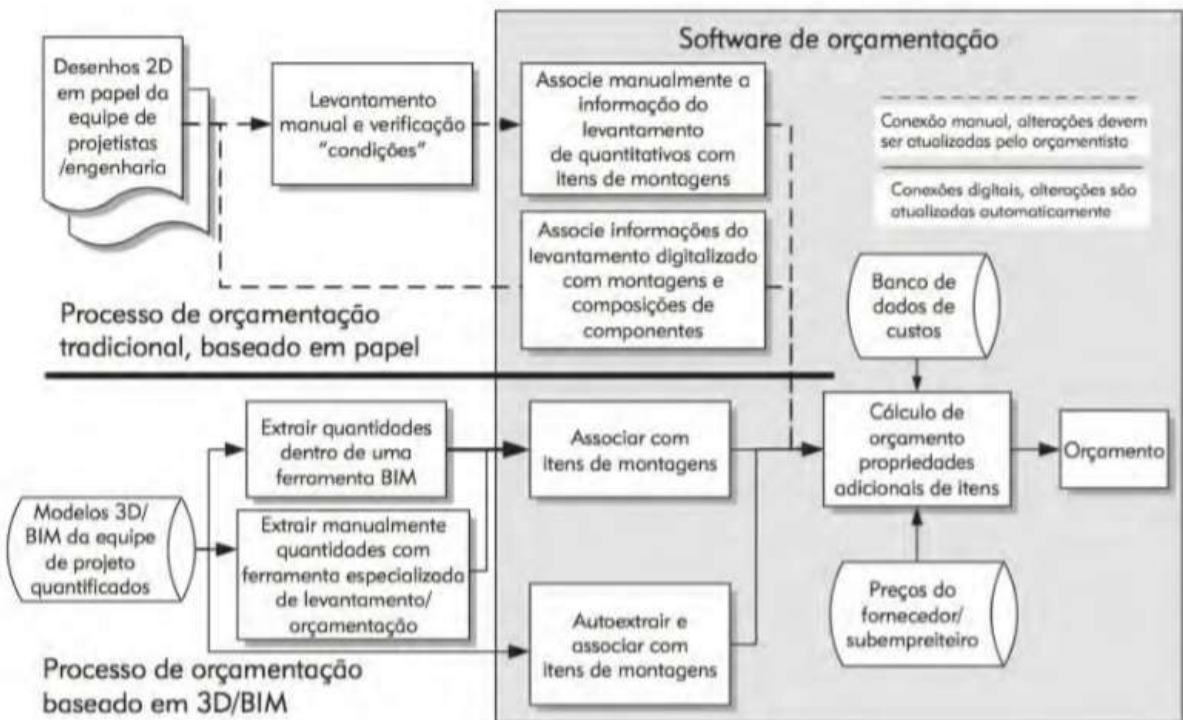 Software de orçamentação
Desenhos 2D
em papel da
equipe de
projetistas
/engenharia
Levantamento
manual e verificação
"condições"
Associe manualmente a
informação do
levantamento
de quantitativos com
itens de montagens
Conexão manual, alterações devem
ser atualizadas pelo orçamentista
Conexões digitais, alterações são
atualizadas automaticamente
Associe informações do
levantamento digitalizado
com montagens e
composições de
componentes
Banco de
dados de
custos
Processo de orçamentação
tradicional, baseado em papel
Extrair quantidades
dentro de uma
ferramenta BIM
Associar com
itens de montagens
Cálculo de
orçamento
propriedades
adicionais de itens
Orçamento
Modelos 3D/
BIM da equipe
de projeto
quantificados
Extrair manualmente
quantidades com
ferramenta especializada
de levantamento/
orçamentação
Autoextrair e
associar com
itens de montagens
Preços do
fornecedor/
subempreiteiro
Processo de orçamentação
baseado em 3D/BIM